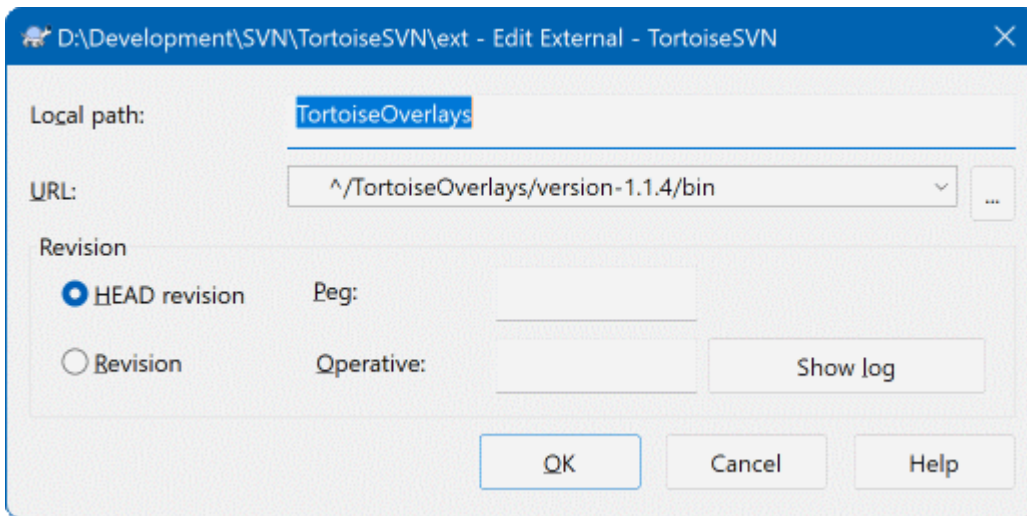 D:\Development\SVN\TortoiseSVN\ext - Edit External - TortoiseSVN
Local path: TortoiseOverlays
URL: ^/TortoiseOverlays/version-1.1.4/bin ...
Revision
HEAD revision Peg:
Revision Operative: Show log
OK Cancel Help